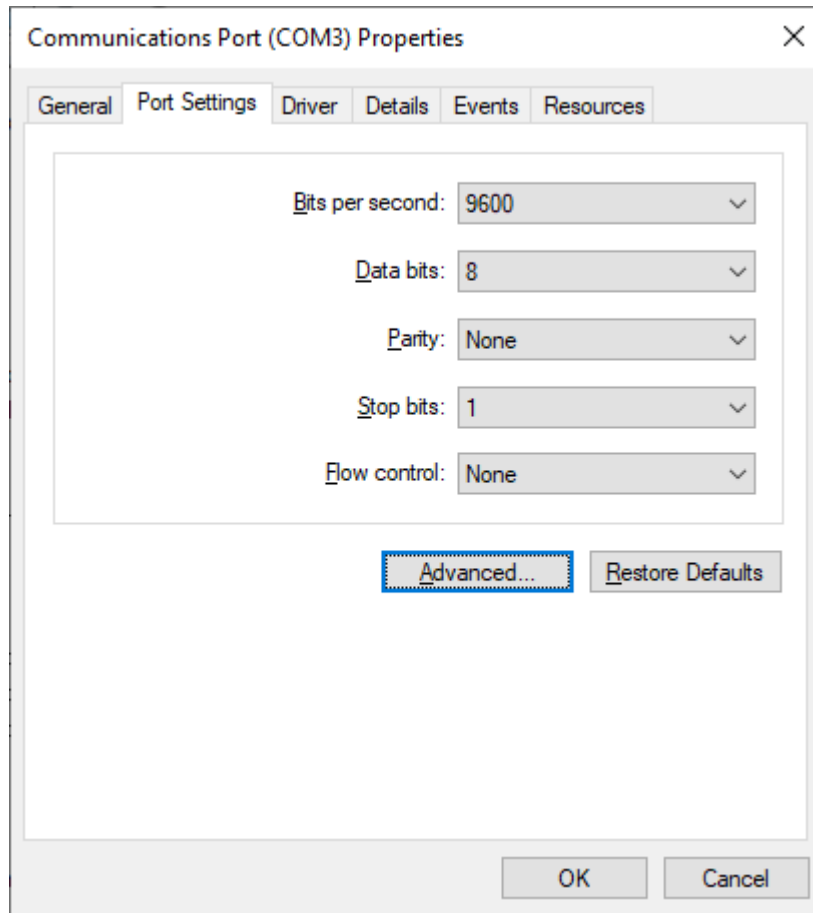 Communications Port (COM3) Properties
General Port Settings Driver Details Events Resources
Bits per second: 9600
Data bits: 8
Parity: None
Stop bits: 1
Flow control: None
Advanced... Restore Defaults
OK Cancel